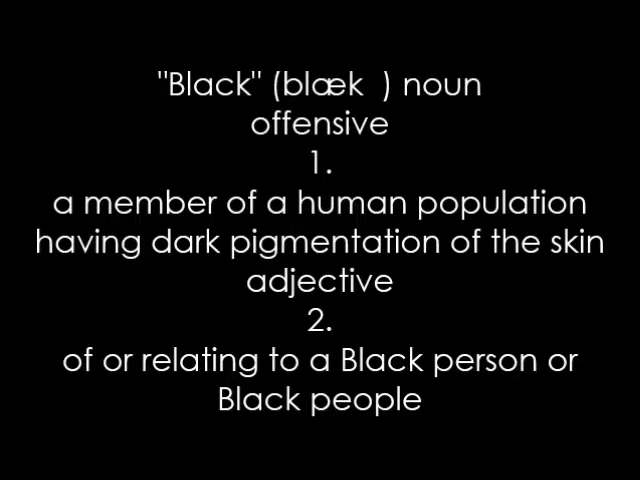 "Black" (blæk  ) noun
offensive
1.
a member of a human population
having dark pigmentation of the skin
adjective
2.
of or relating to a Black person or
Black people